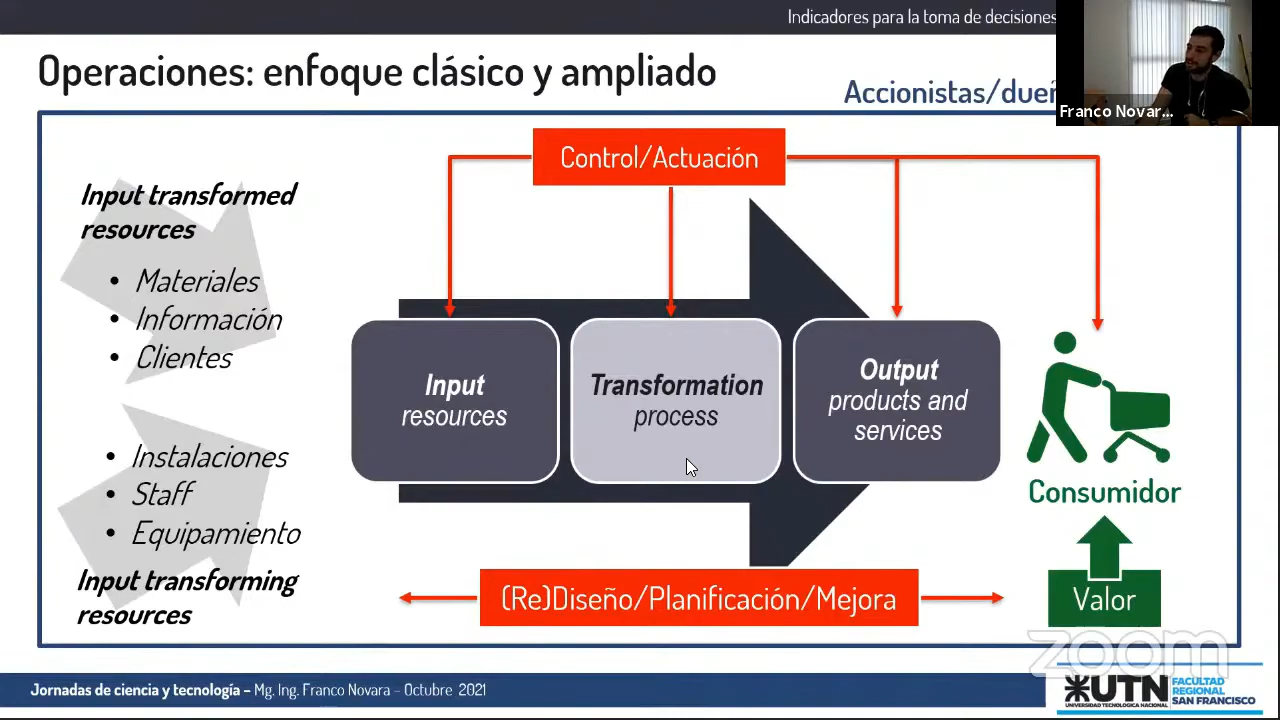 Indicadores para la toma de decisiones
Operaciones: enfoque clásico y ampliado
Accionistas/dueñ
Franco Novar...
Control/Actuación
Input transformed
resources
• Materiales
• Información
• Clientes
Input
resources
Transformation
process
Output
products and
services
• Instalaciones
• Staff
• Equipamiento
Input transforming
resources
Consumidor
(Re)Diseño/Planificación/Mejora
Valor
zoom
Jornadas de ciencia y tecnología – Mg. Ing. Franco Novara – Octubre 2021
UTN
UNIVERSIDAD TECNOLÓGICA NACIONAL
FACULTAD
REGIONAL
SAN FRANCISCO